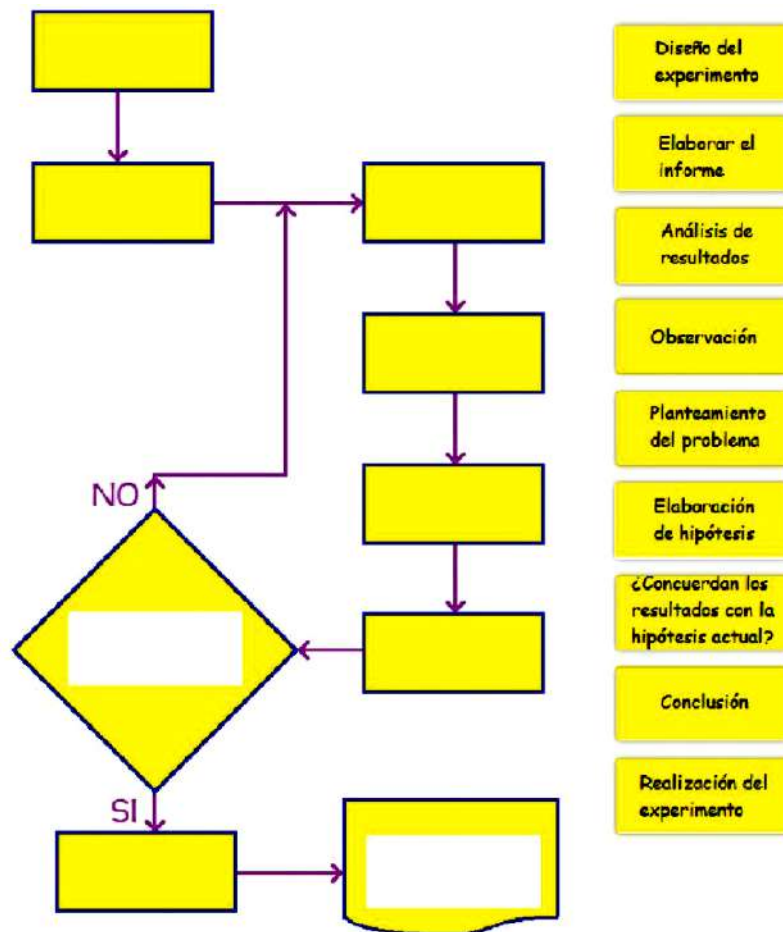 Diseño del
experimento
Elaborar el
informe
Análisis de
resultados
Observación
Planteamiento
del problema
Elaboración
de hipótesis
¿Concuerdan los
resultados con la
hipótesis actual?
Conclusión
Realización del
experimento
NO
SI